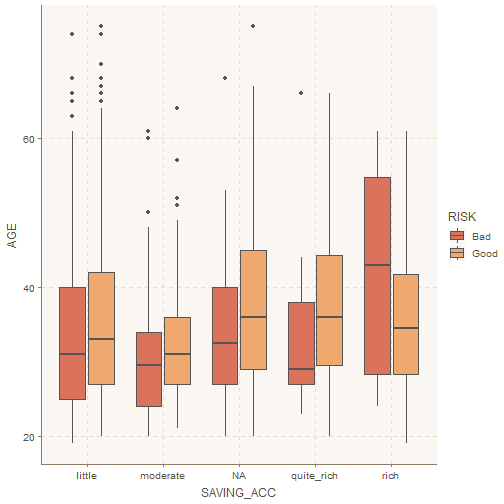 AGE
60
40
20
little moderate NA quite_rich rich
SAVING_ACC
RISK
Bad
Good